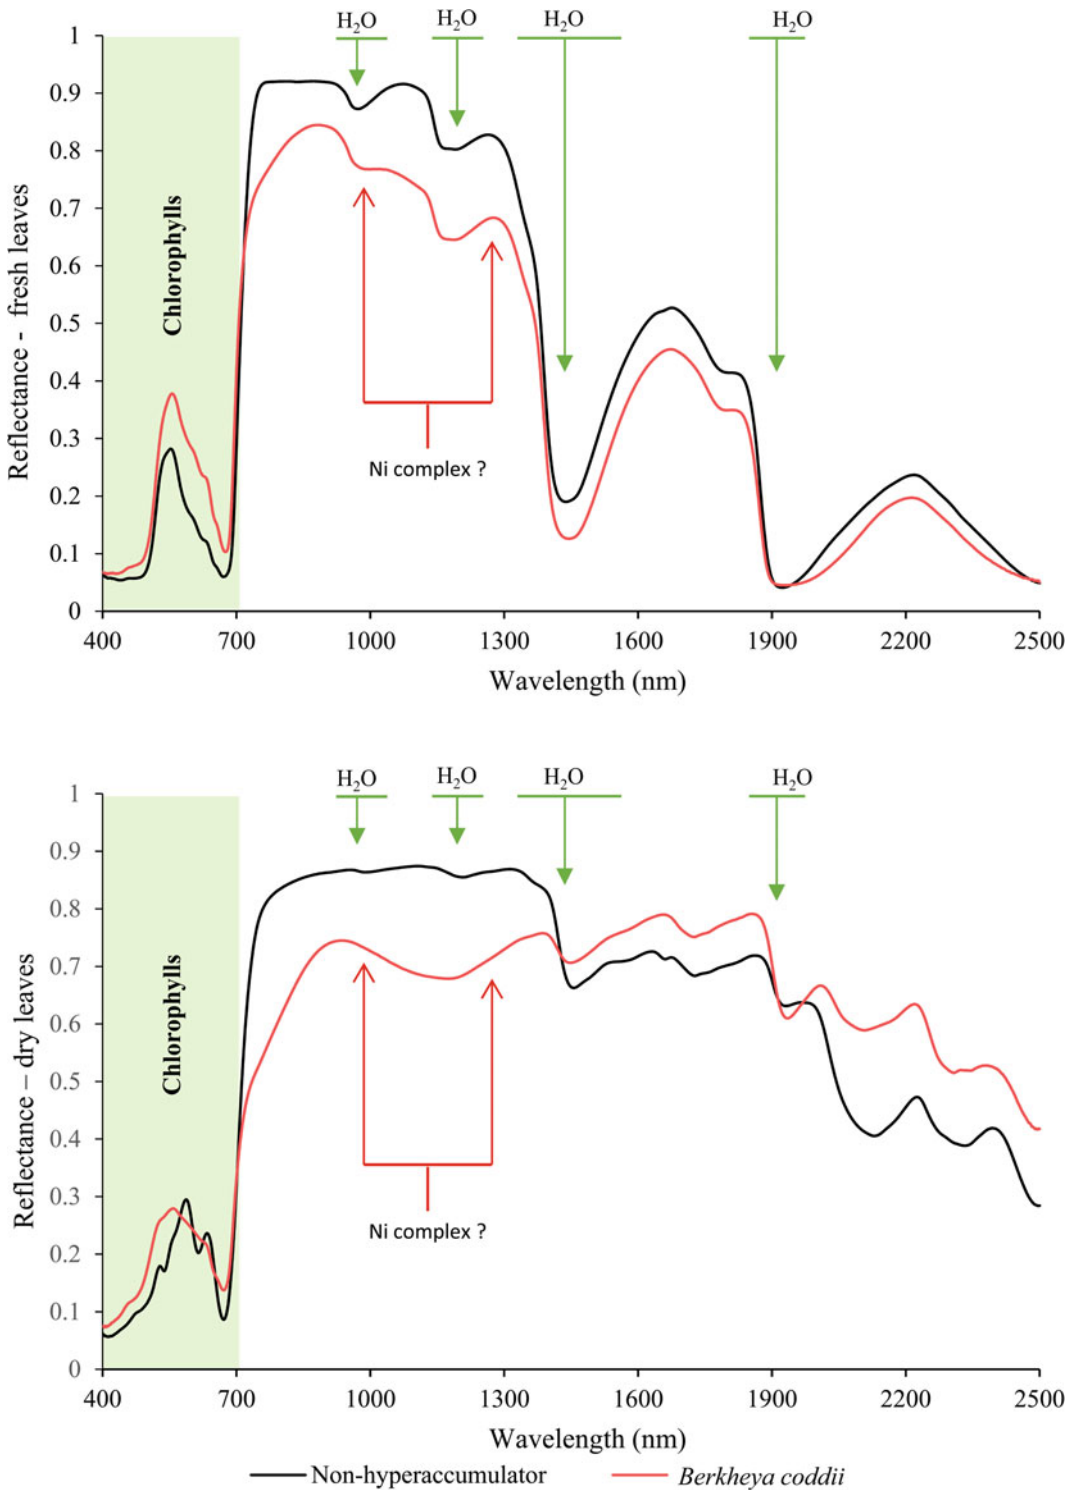 H₂O H₂O H₂O H₂O
1
0.9
0.8
0.7
0.6
0.5
0.4
0.3
0.2
0.1
0
Reflectance - fresh leaves
Chlorophylls
Ni complex ?
400 700 1000 1300 1600 1900 2200 2500
Wavelength (nm)
H₂O H₂O H₂O H₂O
1
0.9
0.8
0.7
0.6
0.5
0.4
0.3
0.2
0.1
0
Reflectance – dry leaves
Chlorophylls
Ni complex ?
400 700 1000 1300 1600 1900 2200 2500
Wavelength (nm)
Non-hyperaccumulator Berkheya coddii